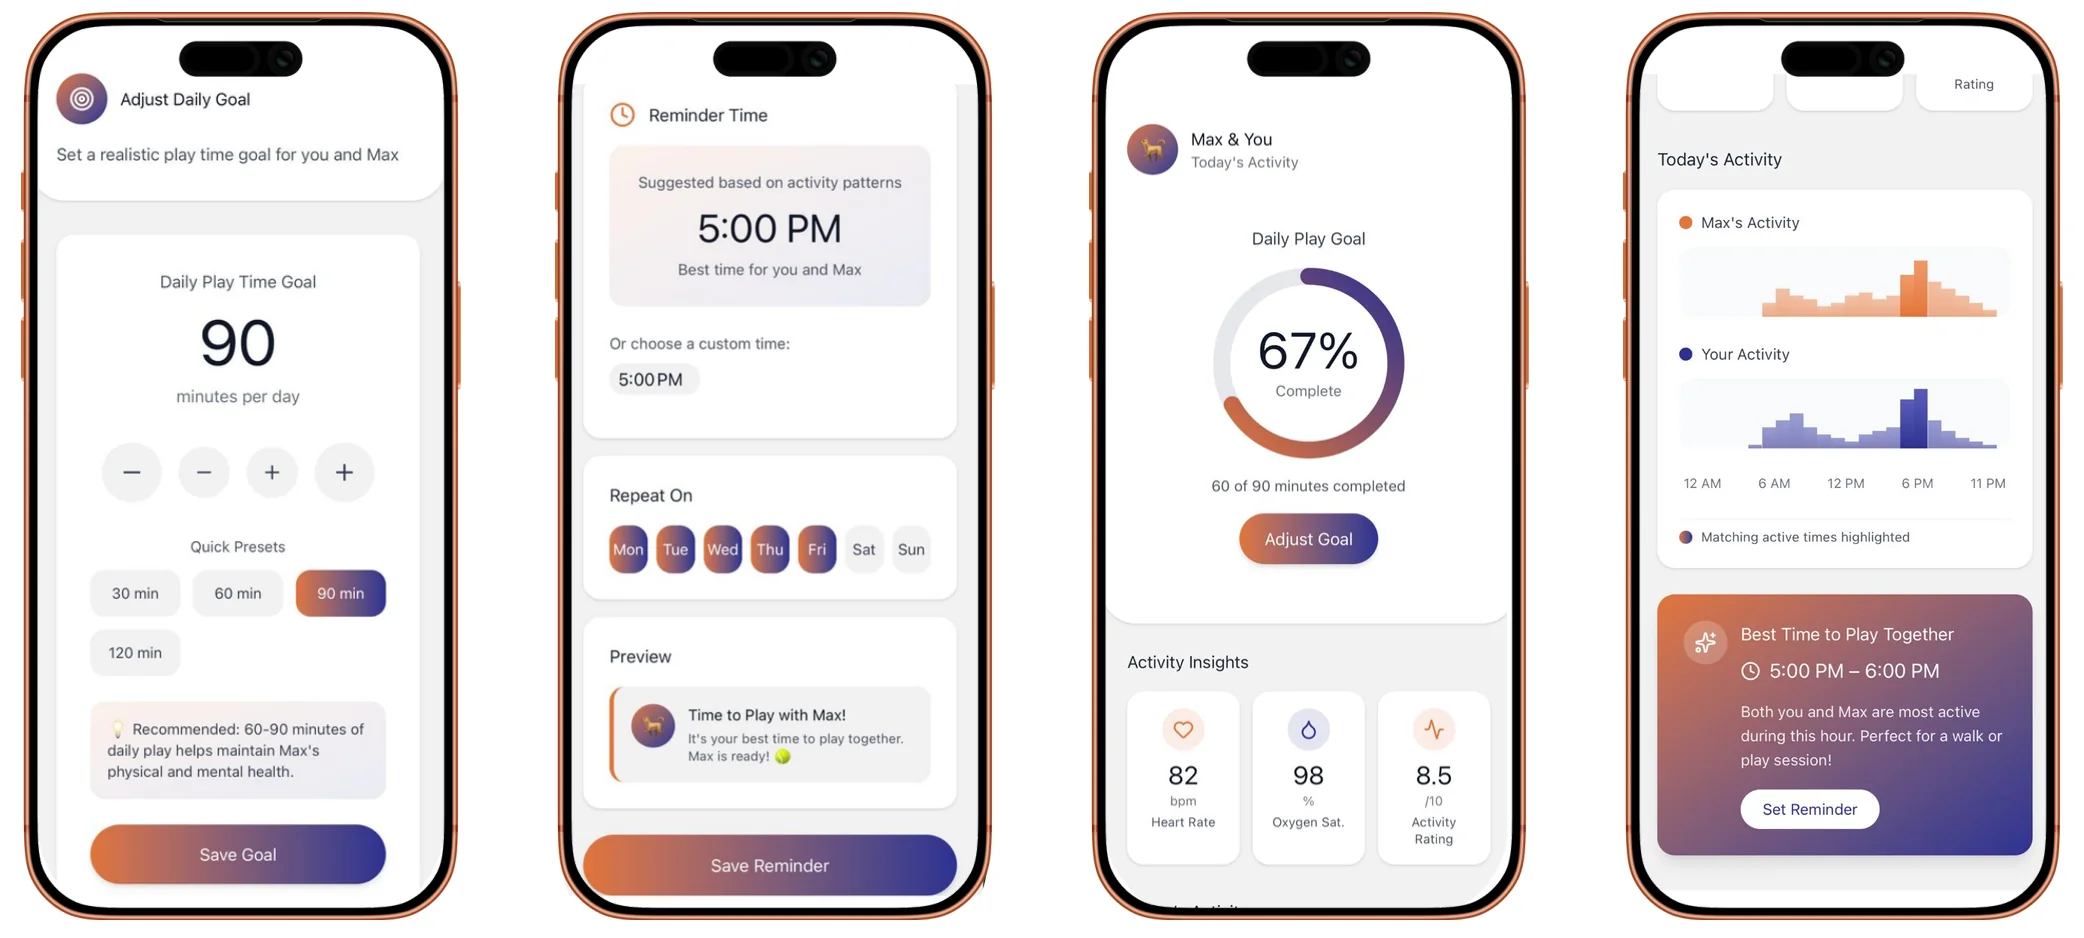 Adjust Daily Goal
Set a realistic play time goal for you and Max
Daily Play Time Goal
90
minutes per day
− − + +
Quick Presets
30 min 60 min 90 min
120 min
Recommended: 60-90 minutes of
daily play helps maintain Max's
physical and mental health.
Save Goal
Reminder Time
Suggested based on activity patterns
5:00 PM
Best time for you and Max
Or choose a custom time:
5:00 PM
Repeat On
Mon Tue Wed Thu Fri Sat Sun
Preview
Time to Play with Max!
It's your best time to play together.
Max is ready! 🎾
Save Reminder
Max & You
Today's Activity
Daily Play Goal
67%
Complete
60 of 90 minutes completed
Adjust Goal
Activity Insights
82
bpm
Heart Rate
98
%
Oxygen Sat.
8.5
/10
Activity
Rating
Rating
Today's Activity
Max's Activity
Your Activity
12 AM 6 AM 12 PM 6 PM 11 PM
Matching active times highlighted
Best Time to Play Together
5:00 PM – 6:00 PM
Both you and Max are most active
during this hour. Perfect for a walk or
play session!
Set Reminder